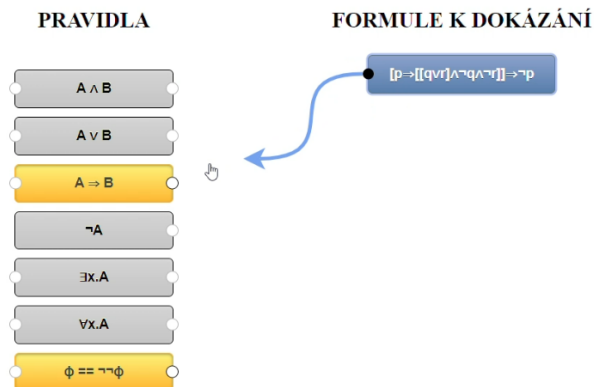 PRAVIDLA
FORMULE K DOKÁZÁNÍ
[p⇒[[q∨r]∧¬q∧¬r]]⇒¬p
A ∧ B
A ∨ B
A ⇒ B
¬A
∃x.A
∀x.A
ϕ == ¬¬ϕ